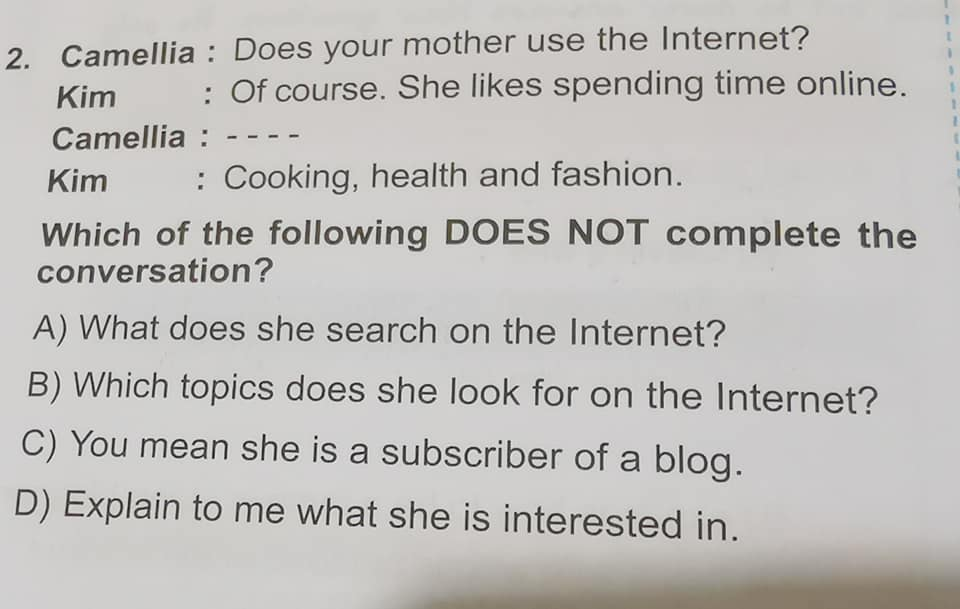 2. Camellia : Does your mother use the Internet?
Kim : Of course. She likes spending time online.
Camellia : - - - -
Kim : Cooking, health and fashion.
Which of the following DOES NOT complete the
conversation?
A) What does she search on the Internet?
B) Which topics does she look for on the Internet?
C) You mean she is a subscriber of a blog.
D) Explain to me what she is interested in.